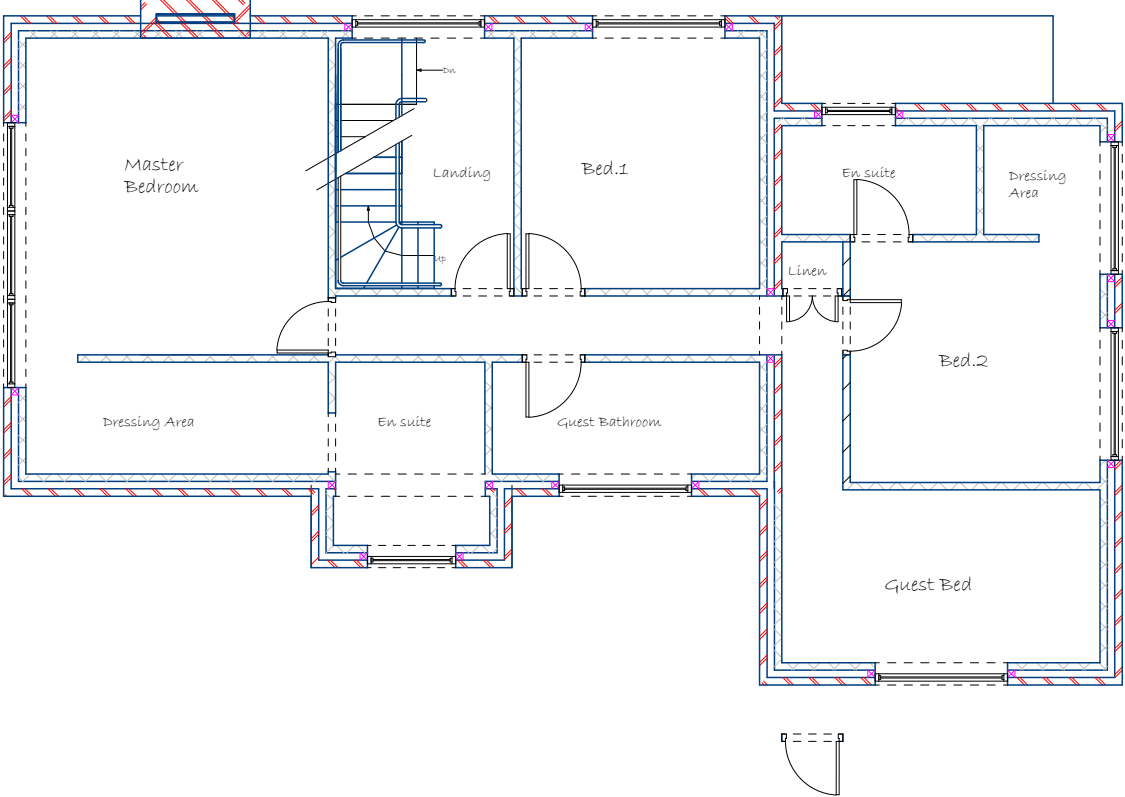 Dn
Master
Bedroom
Landing
Bed.1
En suite
Dressing
Area
Up
Linen
Bed.2
Dressing Area
En suite
Guest Bathroom
Guest Bed